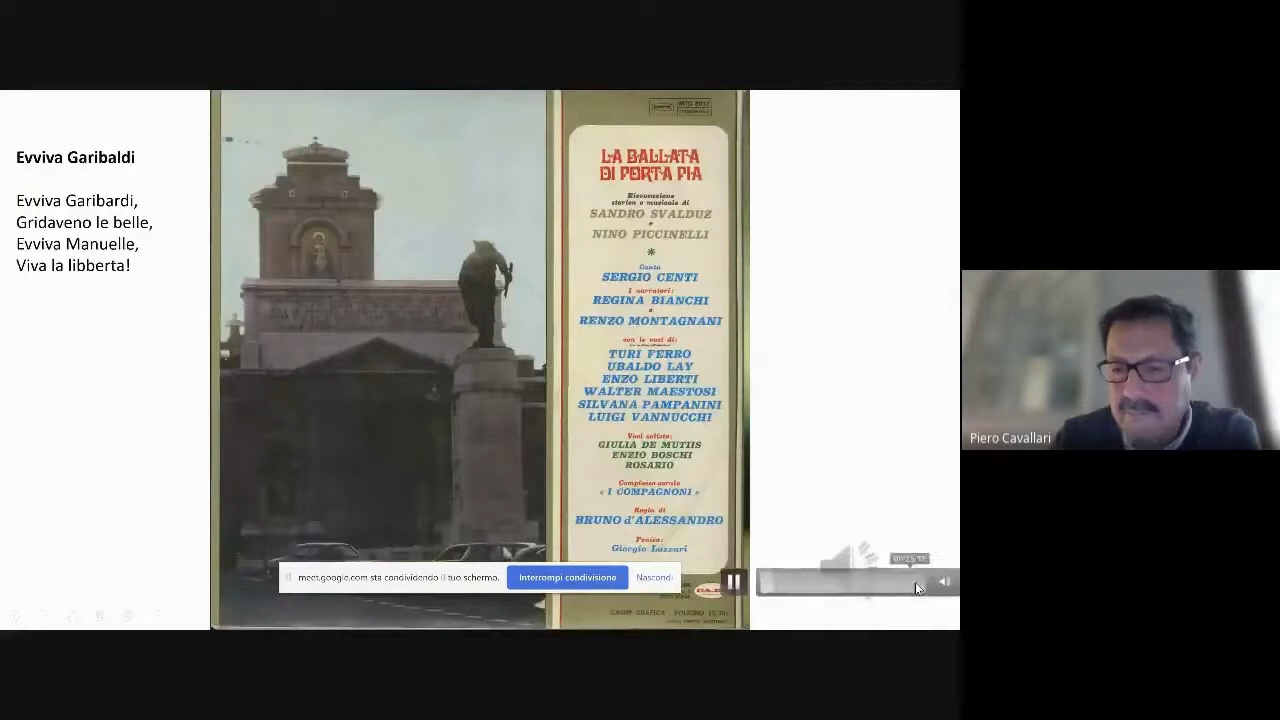 Evviva Garibaldi
Evviva Garibardi,
Gridaveno le belle,
Evviva Manuelle,
Viva la libberta!
MTG 8012
LA BALLATA
DI PORTA PIA
Rievocazione
storica e musicale di
SANDRO SVALDUZ
e
NINO PICCINELLI
Canta
SERGIO CENTI
I narratori:
REGINA BIANCHI
e
RENZO MONTAGNANI
con le voci di:
TURI FERRO
UBALDO LAY
ENZO LIBERTI
WALTER MAESTOSI
SILVANA PAMPANINI
LUIGI VANNUCCHI
Voci soliste:
GIULIA DE MUTIIS
ENZIO BOSCHI
ROSARIO
Complesso corale
« I COMPAGNONI »
Regia di
BRUNO d'ALESSANDRO
Fonico:
Giorgio Lazzari
meet.google.com sta condividendo il tuo schermo.
Interrompi condivisione
Nascondi
Piero Cavallari